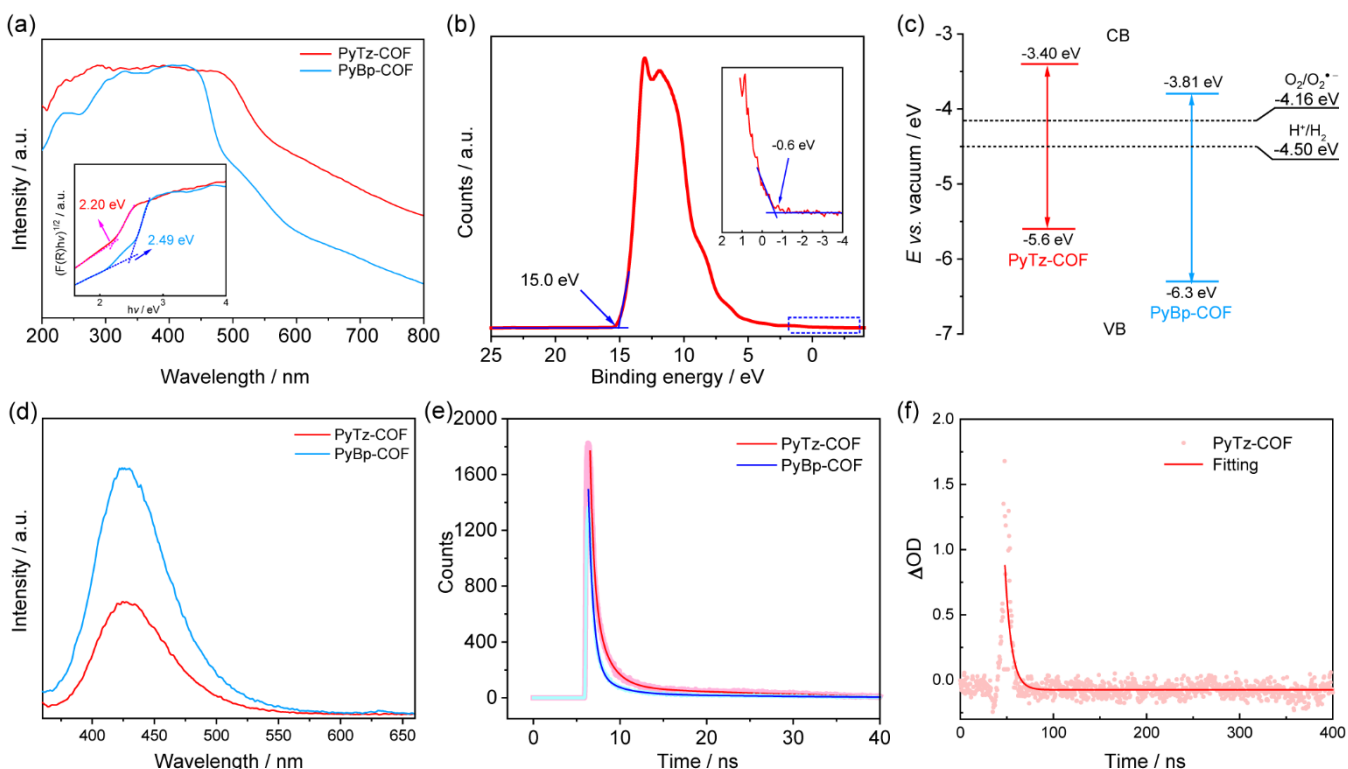 (a)
PyTz-COF
PyBp-COF
Intensity / a.u.
(F(R)hv)^1/2 / a.u.
2.20 eV
2.49 eV
2 3 4
hv / eV
200 300 400 500 600 700 800
Wavelength / nm
(b)
Counts / a.u.
15.0 eV
-0.6 eV
2 1 0 -1 -2 -3 -4
25 20 15 10 5 0
Binding energy / eV
(c)
E vs. vacuum / eV
-3
-4
-5
-6
-7
CB
-3.40 eV
-3.81 eV
O₂/O₂•−
-4.16 eV
H⁺/H₂
-4.50 eV
-5.6 eV
PyTz-COF
-6.3 eV
PyBp-COF
VB
(d)
PyTz-COF
PyBp-COF
Intensity / a.u.
400 450 500 550 600 650
Wavelength / nm
(e)
PyTz-COF
PyBp-COF
Counts
2000
1600
1200
800
400
0
0 10 20 30 40
Time / ns
(f)
PyTz-COF
Fitting
ΔOD
2.0
1.5
1.0
0.5
0.0
0 100 200 300 400
Time / ns